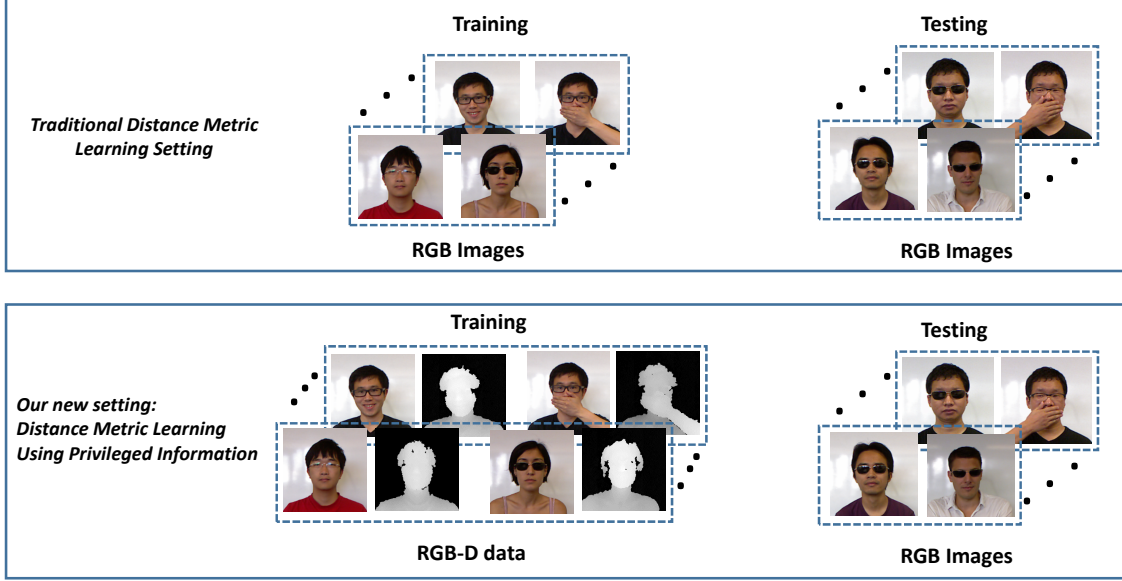 Training
Testing
Traditional Distance Metric
Learning Setting
RGB Images
RGB Images
Training
Testing
Our new setting:
Distance Metric Learning
Using Privileged Information
RGB-D data
RGB Images